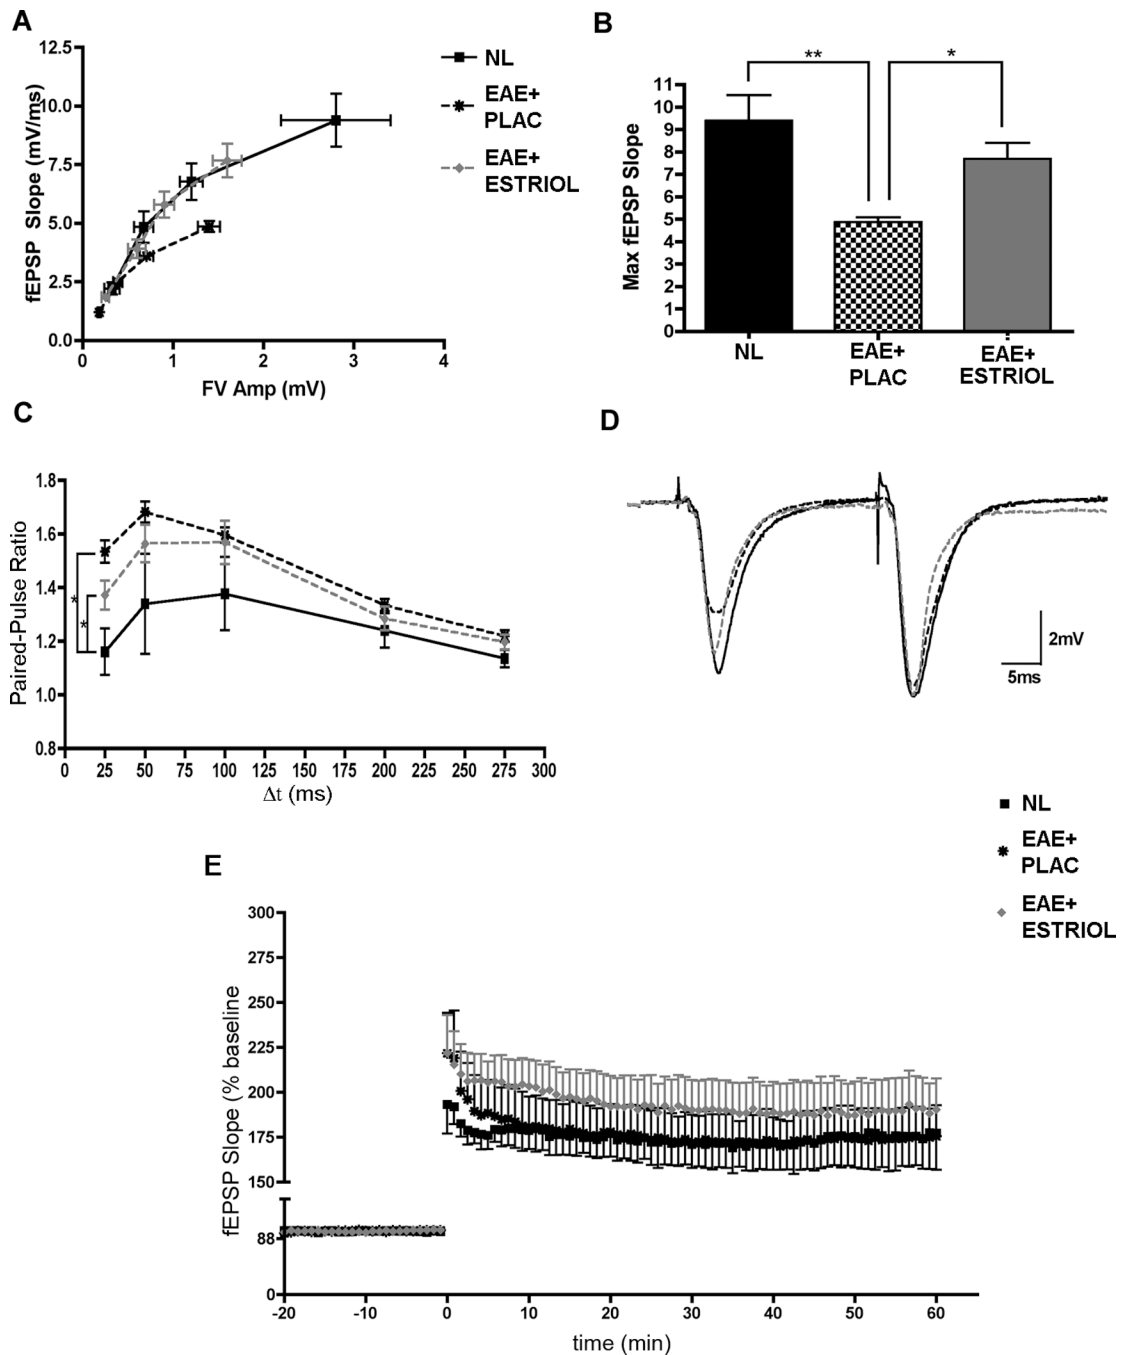 A
fEPSP Slope (mV/ms)
12.5
10.0
7.5
5.0
2.5
0.0
0 1 2 3 4
FV Amp (mV)
NL
EAE+
PLAC
EAE+
ESTRIOL
B
** *
Max fEPSP Slope
11
10
9
8
7
6
5
4
3
2
1
0
NL
EAE+
PLAC
EAE+
ESTRIOL
C
Paired-Pulse Ratio
1.8
1.6
1.4
1.2
1.0
0.8
*
*
0 25 50 75 100 125 150 175 200 225 250 275 300
Δt (ms)
D
2mV
5ms
NL
EAE+
PLAC
EAE+
ESTRIOL
E
fEPSP Slope (% baseline
300
275
250
225
200
175
150
88
0
-20 -10 0 10 20 30 40 50 60
time (min)